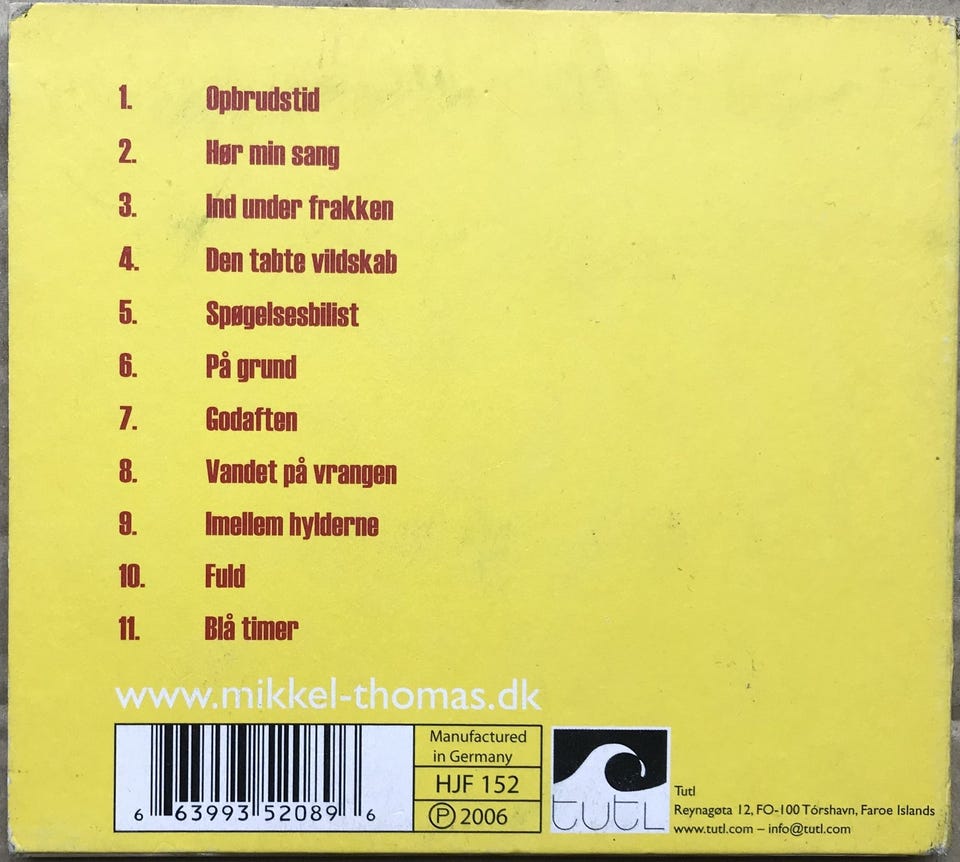 1. Opbrudstid
2. Hør min sang
3. Ind under frakken
4. Den tabte vildskab
5. Spøgelsesbilist
6. På grund
7. Godaften
8. Vandet på vrangen
9. Imellem hylderne
10. Fuld
11. Blå timer
www.mikkel-thomas.dk
6 63993 52089 6
Manufactured
in Germany
HJF 152
Ⓟ 2006
tutl
Tutl
Reynagøta 12, FO-100 Tórshavn, Faroe Islands
www.tutl.com – info@tutl.com